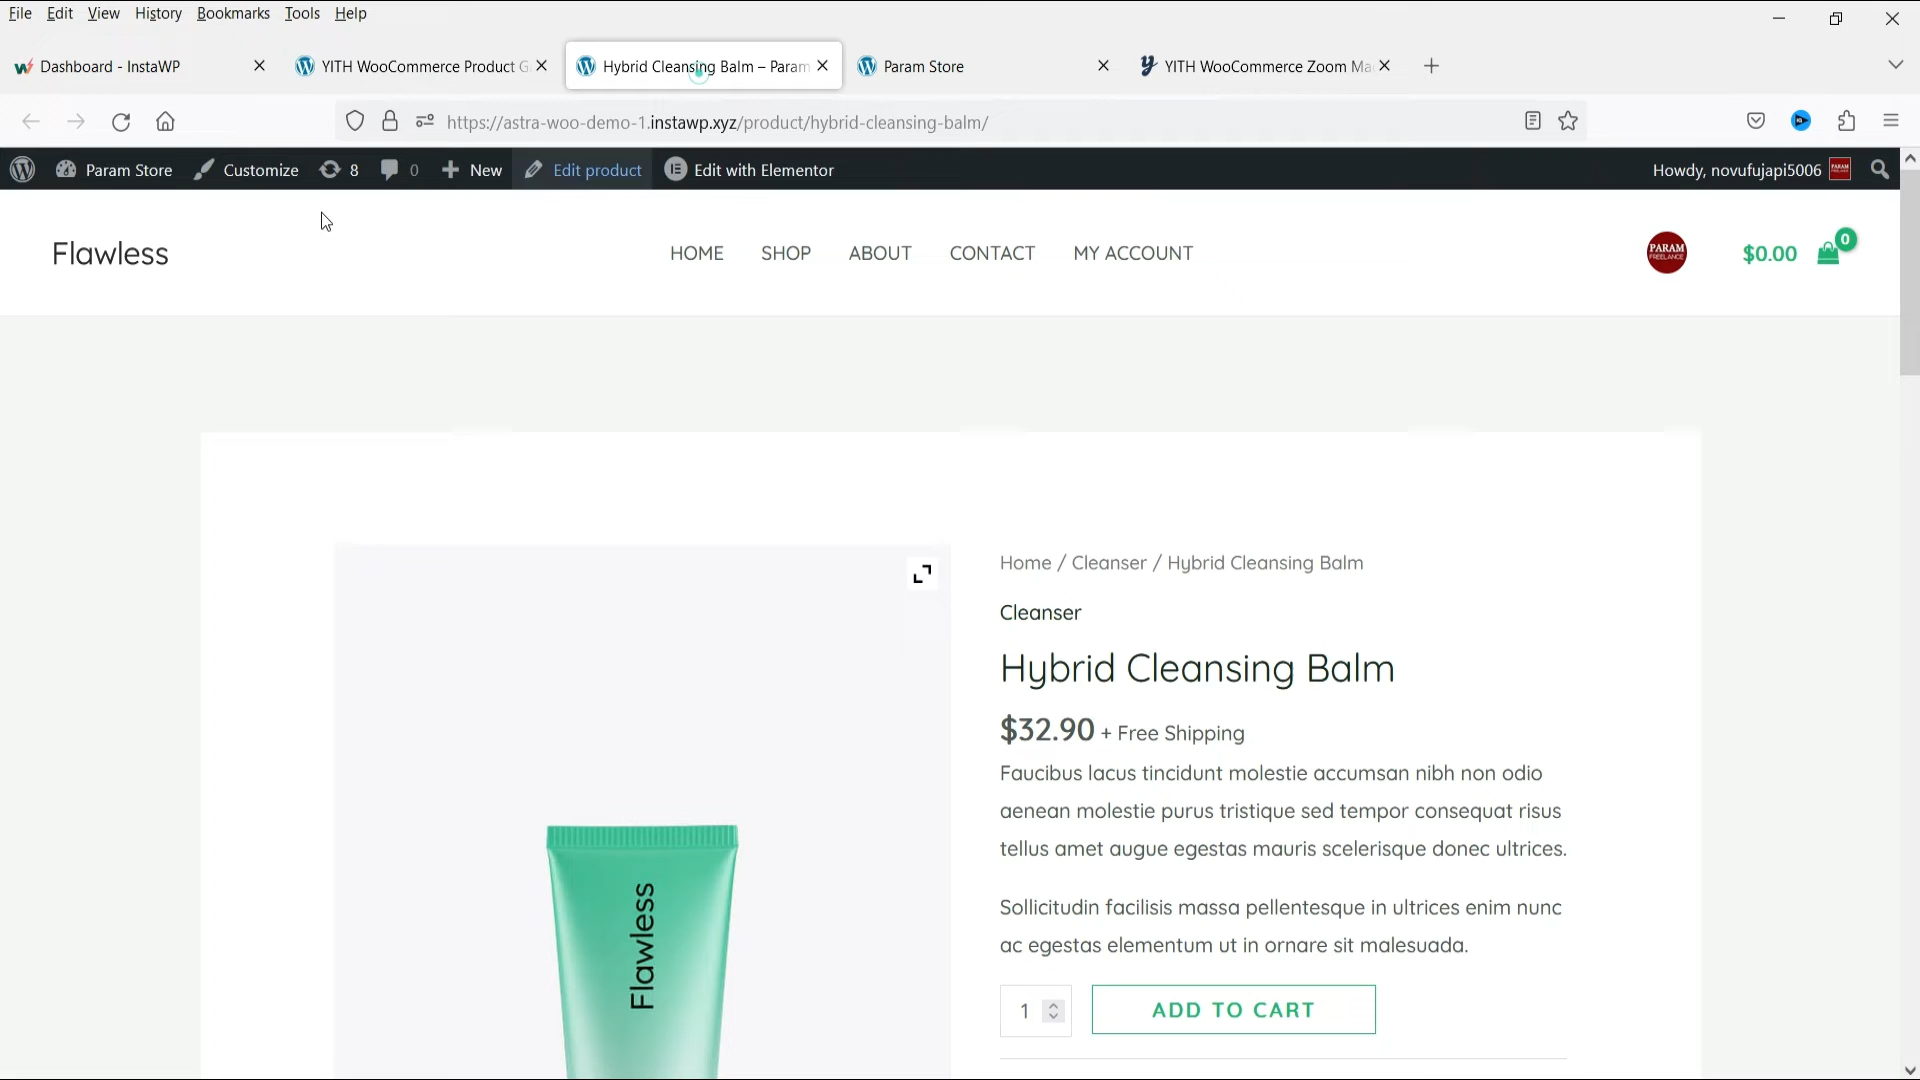 File Edit View History Bookmarks Tools Help
Dashboard - InstaWP
YITH WooCommerce Product G
Hybrid Cleansing Balm – Param
Param Store
YITH WooCommerce Zoom Ma
https://astra-woo-demo-1.instawp.xyz/product/hybrid-cleansing-balm/
Param Store Customize 8 0 New Edit product Edit with Elementor Howdy, novufujapi5006
Flawless
HOME SHOP ABOUT CONTACT MY ACCOUNT
PARAM
FREELANCE
$0.00 0
Home / Cleanser / Hybrid Cleansing Balm
Cleanser
Hybrid Cleansing Balm
$32.90 + Free Shipping
Faucibus lacus tincidunt molestie accumsan nibh non odio
aenean molestie purus tristique sed tempor consequat risus
tellus amet augue egestas mauris scelerisque donec ultrices.
Sollicitudin facilisis massa pellentesque in ultrices enim nunc
ac egestas elementum ut in ornare sit malesuada.
1 ADD TO CART
Flawless